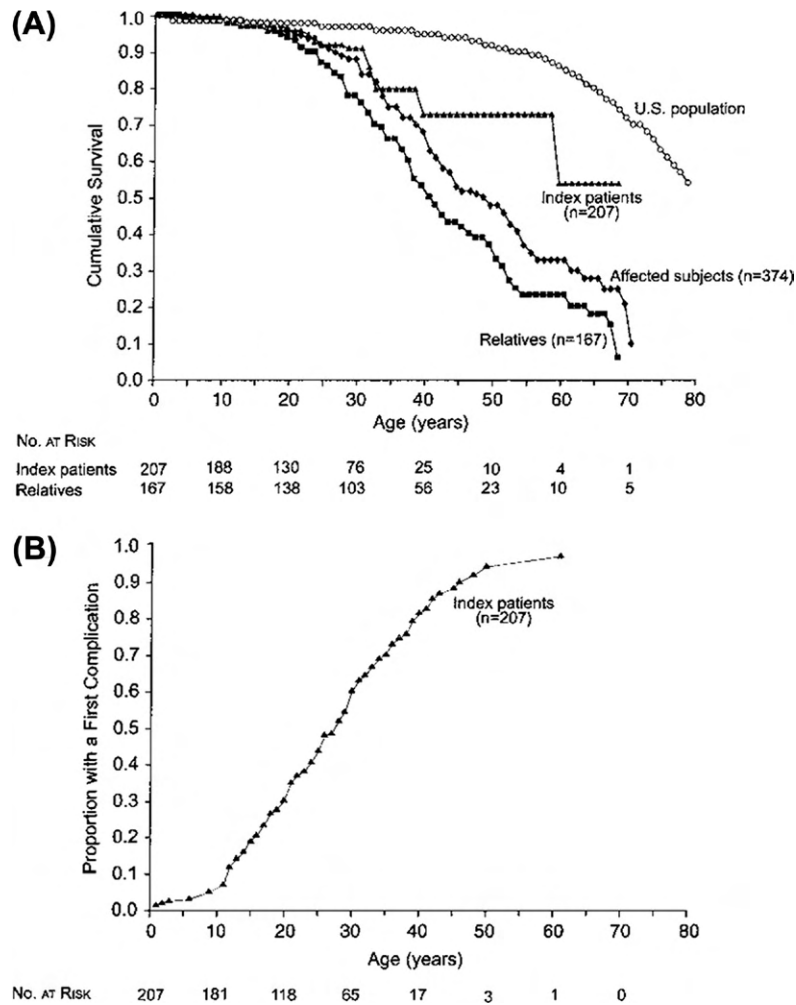 (A)
1.0
0.9
0.8
0.7
0.6
0.5
0.4
0.3
0.2
0.1
0.0
Cumulative Survival
U.S. population
Index patients
(n=207)
Affected subjects (n=374)
Relatives (n=167)
0 10 20 30 40 50 60 70 80
Age (years)
No. AT RISK
Index patients 207 188 130 76 25 10 4 1
Relatives 167 158 138 103 56 23 10 5
(B)
1.0
0.9
0.8
0.7
0.6
0.5
0.4
0.3
0.2
0.1
0.0
Proportion with a First Complication
Index patients
(n=207)
0 10 20 30 40 50 60 70 80
Age (years)
No. AT RISK 207 181 118 65 17 3 1 0